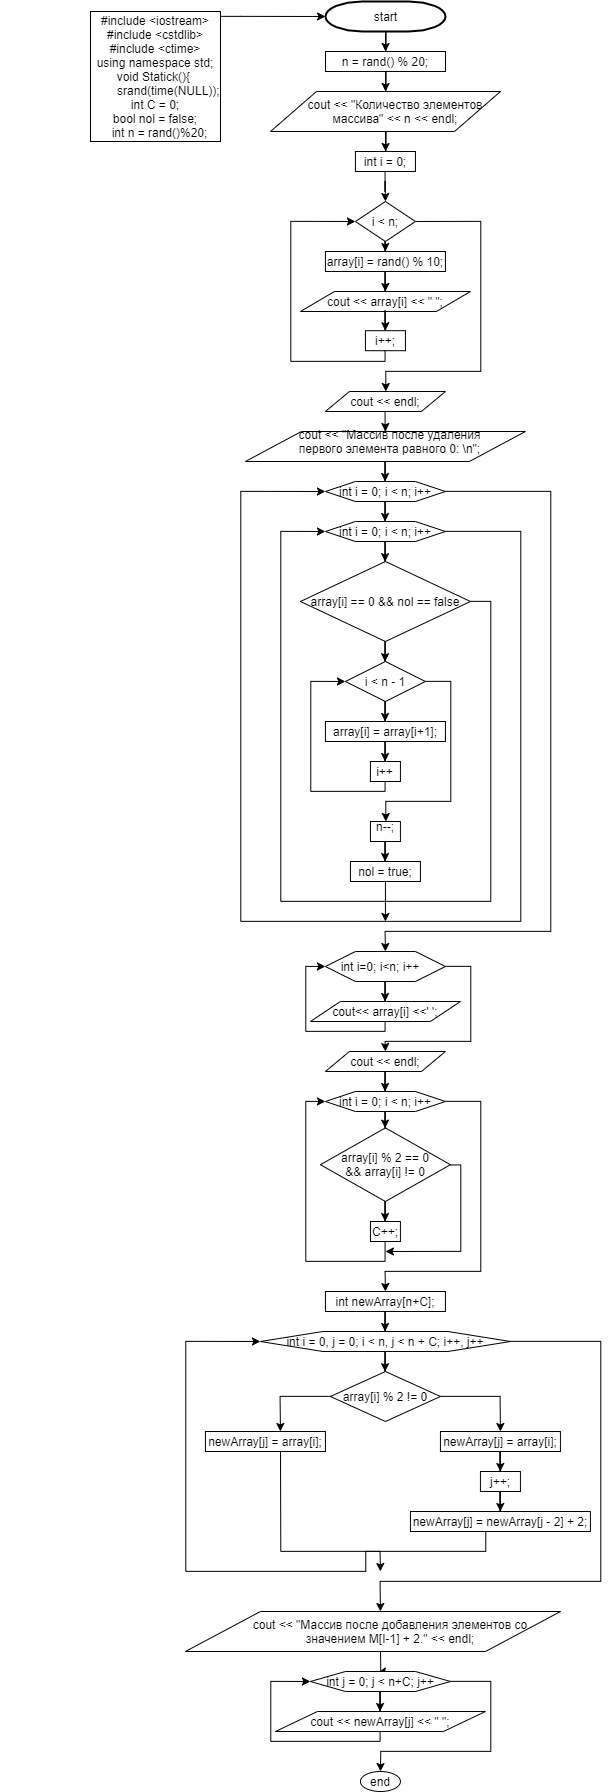 #include <iostream>
#include <cstdlib>
#include <ctime>
using namespace std;
void Statick(){
srand(time(NULL));
int C = 0;
bool nol = false;
int n = rand()%20;
start
n = rand() % 20;
cout << "Количество элементов
массива" << n << endl;
int i = 0;
i < n;
array[i] = rand() % 10;
cout << array[i] << " ";
i++;
cout << endl;
cout << "Массив после удаления
первого элемента равного 0: \n";
int i = 0; i < n; i++
int i = 0; i < n; i++
array[i] == 0 && nol == false
i < n - 1
array[i] = array[i+1];
i++
n--;
nol = true;
int i=0; i<n; i++
cout<< array[i] <<' ';
cout << endl;
int i = 0; i < n; i++
array[i] % 2 == 0
&& array[i] != 0
C++;
int newArray[n+C];
int i = 0, j = 0; i < n, j < n + C; i++, j++
array[i] % 2 != 0
newArray[j] = array[i];
newArray[j] = array[i];
j++;
newArray[j] = newArray[j - 2] + 2;
cout << "Массив после добавления элементов со
значением M[I-1] + 2." << endl;
int j = 0; j < n+C; j++
cout << newArray[j] << " ";
end